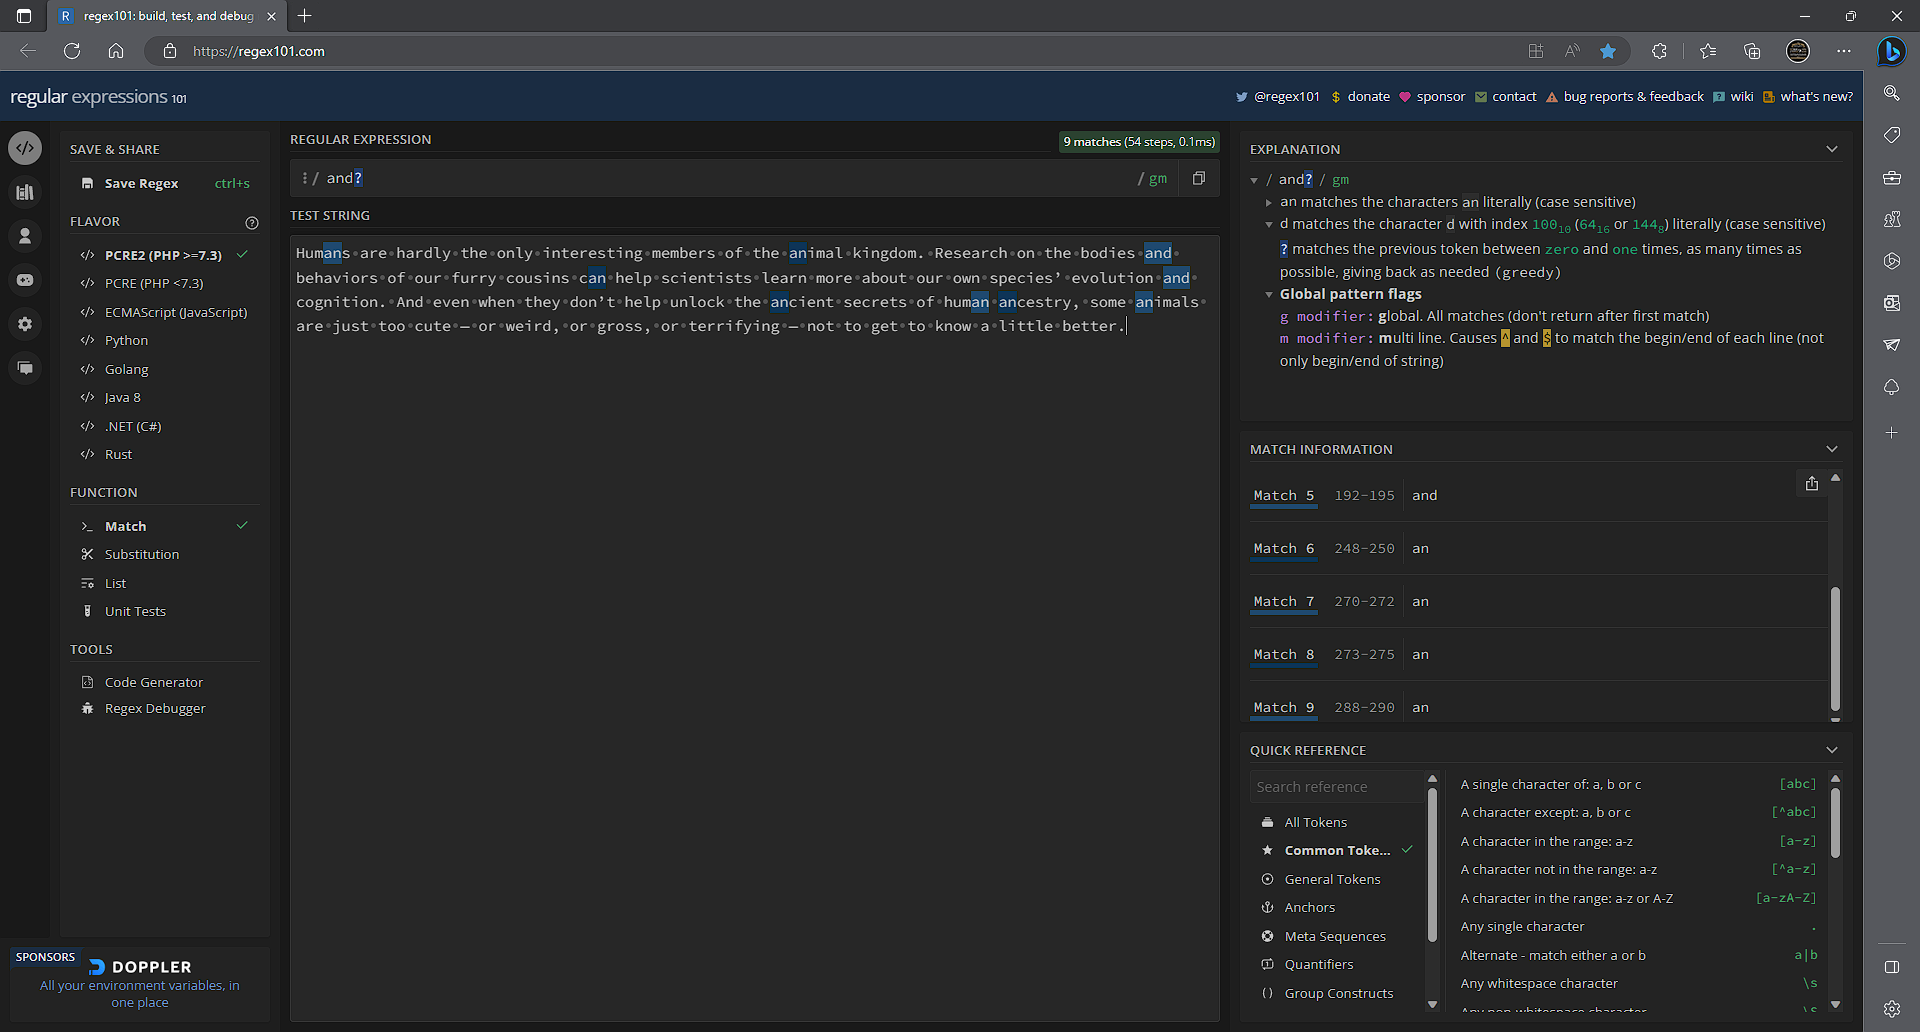 regex101: build, test, and debug
https://regex101.com
regular expressions 101
@regex101 $ donate sponsor contact bug reports & feedback wiki what's new?
SAVE & SHARE
Save Regex ctrl+s
FLAVOR
PCRE2 (PHP >=7.3)
PCRE (PHP <7.3)
ECMAScript (JavaScript)
Python
Golang
Java 8
.NET (C#)
Rust
FUNCTION
Match
Substitution
List
Unit Tests
TOOLS
Code Generator
Regex Debugger
SPONSORS
DOPPLER
All your environment variables, in
one place
REGULAR EXPRESSION
9 matches (54 steps, 0.1ms)
/ and? / gm
TEST STRING
Humans are hardly the only interesting members of the animal kingdom. Research on the bodies and
behaviors of our furry cousins can help scientists learn more about our own species’ evolution and
cognition. And even when they don’t help unlock the ancient secrets of human ancestry, some animals
are just too cute — or weird, or gross, or terrifying — not to get to know a little better.
EXPLANATION
/ and? / gm
an matches the characters an literally (case sensitive)
d matches the character d with index 100₁₀ (64₁₆ or 144₈) literally (case sensitive)
? matches the previous token between zero and one times, as many times as
possible, giving back as needed (greedy)
Global pattern flags
g modifier: global. All matches (don't return after first match)
m modifier: multi line. Causes ^ and $ to match the begin/end of each line (not
only begin/end of string)
MATCH INFORMATION
Match 5 192-195 and
Match 6 248-250 an
Match 7 270-272 an
Match 8 273-275 an
Match 9 288-290 an
QUICK REFERENCE
Search reference
All Tokens
Common Toke...
General Tokens
Anchors
Meta Sequences
Quantifiers
Group Constructs
A single character of: a, b or c [abc]
A character except: a, b or c [^abc]
A character in the range: a-z [a-z]
A character not in the range: a-z [^a-z]
A character in the range: a-z or A-Z [a-zA-Z]
Any single character .
Alternate - match either a or b a|b
Any whitespace character \s
Any non-whitespace character \S